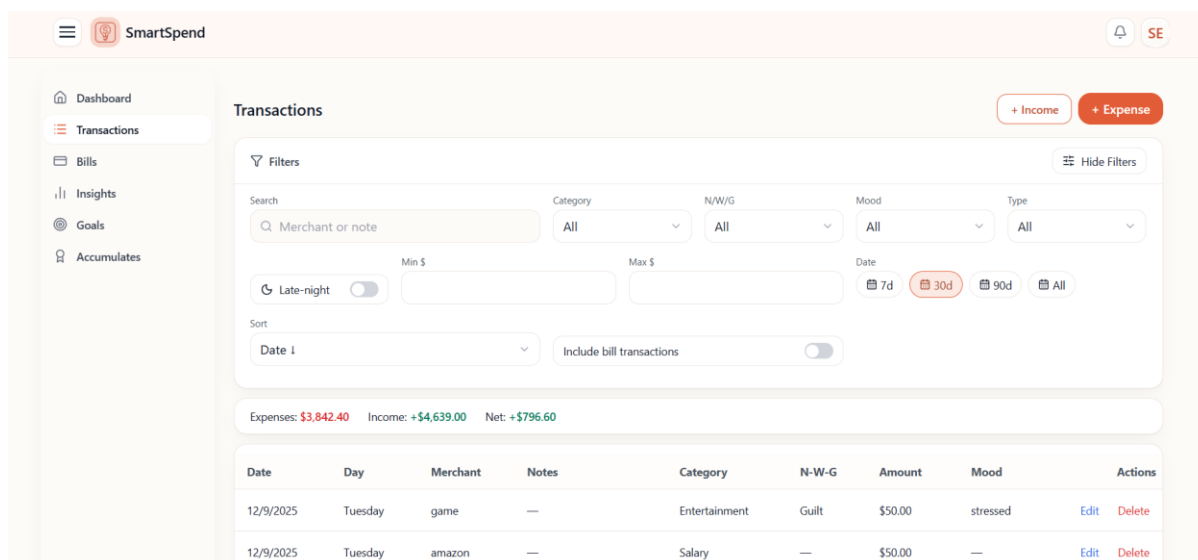 SmartSpend
SE
Dashboard
Transactions
Bills
Insights
Goals
Accumulates
Transactions
+ Income
+ Expense
Filters
Hide Filters
Search
Category
N/W/G
Mood
Type
Merchant or note
All
All
All
All
Min $
Max $
Date
Late-night
7d
30d
90d
All
Sort
Date ↓
Include bill transactions
Expenses: $3,842.40 Income: +$4,639.00 Net: +$796.60
Date Day Merchant Notes Category N-W-G Amount Mood Actions
12/9/2025 Tuesday game — Entertainment Guilt $50.00 stressed Edit Delete
12/9/2025 Tuesday amazon — Salary — $50.00 — Edit Delete